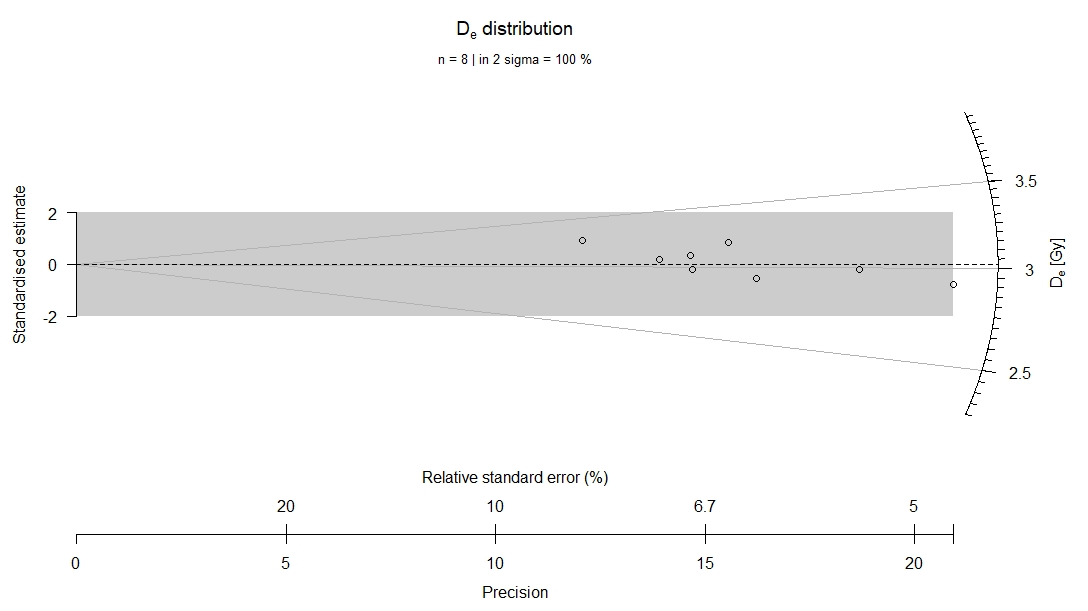 De distribution
n = 8 | in 2 sigma = 100 %
Standardised estimate
2
0
-2
3.5
3
2.5
De [Gy]
Relative standard error (%)
20 10 6.7 5
0 5 10 15 20
Precision